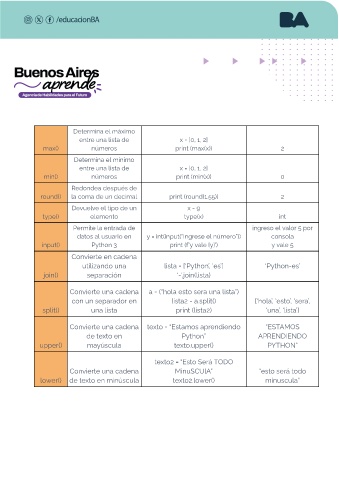 /educacionBA
BA
Buenos Aires
aprende
Agencia de Habilidades para el Futuro
max()
Determina el máximo entre una lista de números
x = [0, 1, 2]
print (max(x))
2
min()
Determina el mínimo entre una lista de números
x = [0, 1, 2]
print (min(x))
0
round()
Redondea después de la coma de un decimal
print (round(1.55))
2
type()
Devuelve el tipo de un elemento
x = 9
type(x)
int
input()
Permite la entrada de datos al usuario en Python 3
y = int(input("Ingrese el número"))
print (f"y vale {y}")
Ingreso el valor 5 por consola
y vale 5
join()
Convierte en cadena utilizando una separación
lista = ['Python', 'es']
'-'.join(lista)
'Python-es'
split()
Convierte una cadena con un separador en una lista
a = ("hola esto sera una lista")
lista2 = a.split()
print (lista2)
['hola', 'esto', 'sera', 'una', 'lista']
upper()
Convierte una cadena de texto en mayúscula
texto = "Estamos aprendiendo Python"
texto.upper()
"ESTAMOS APRENDIENDO PYTHON"
lower()
Convierte una cadena de texto en minúscula
texto2 = "Esto Será TODO MinuSCUlA"
texto2.lower()
"esto será todo minuscula"